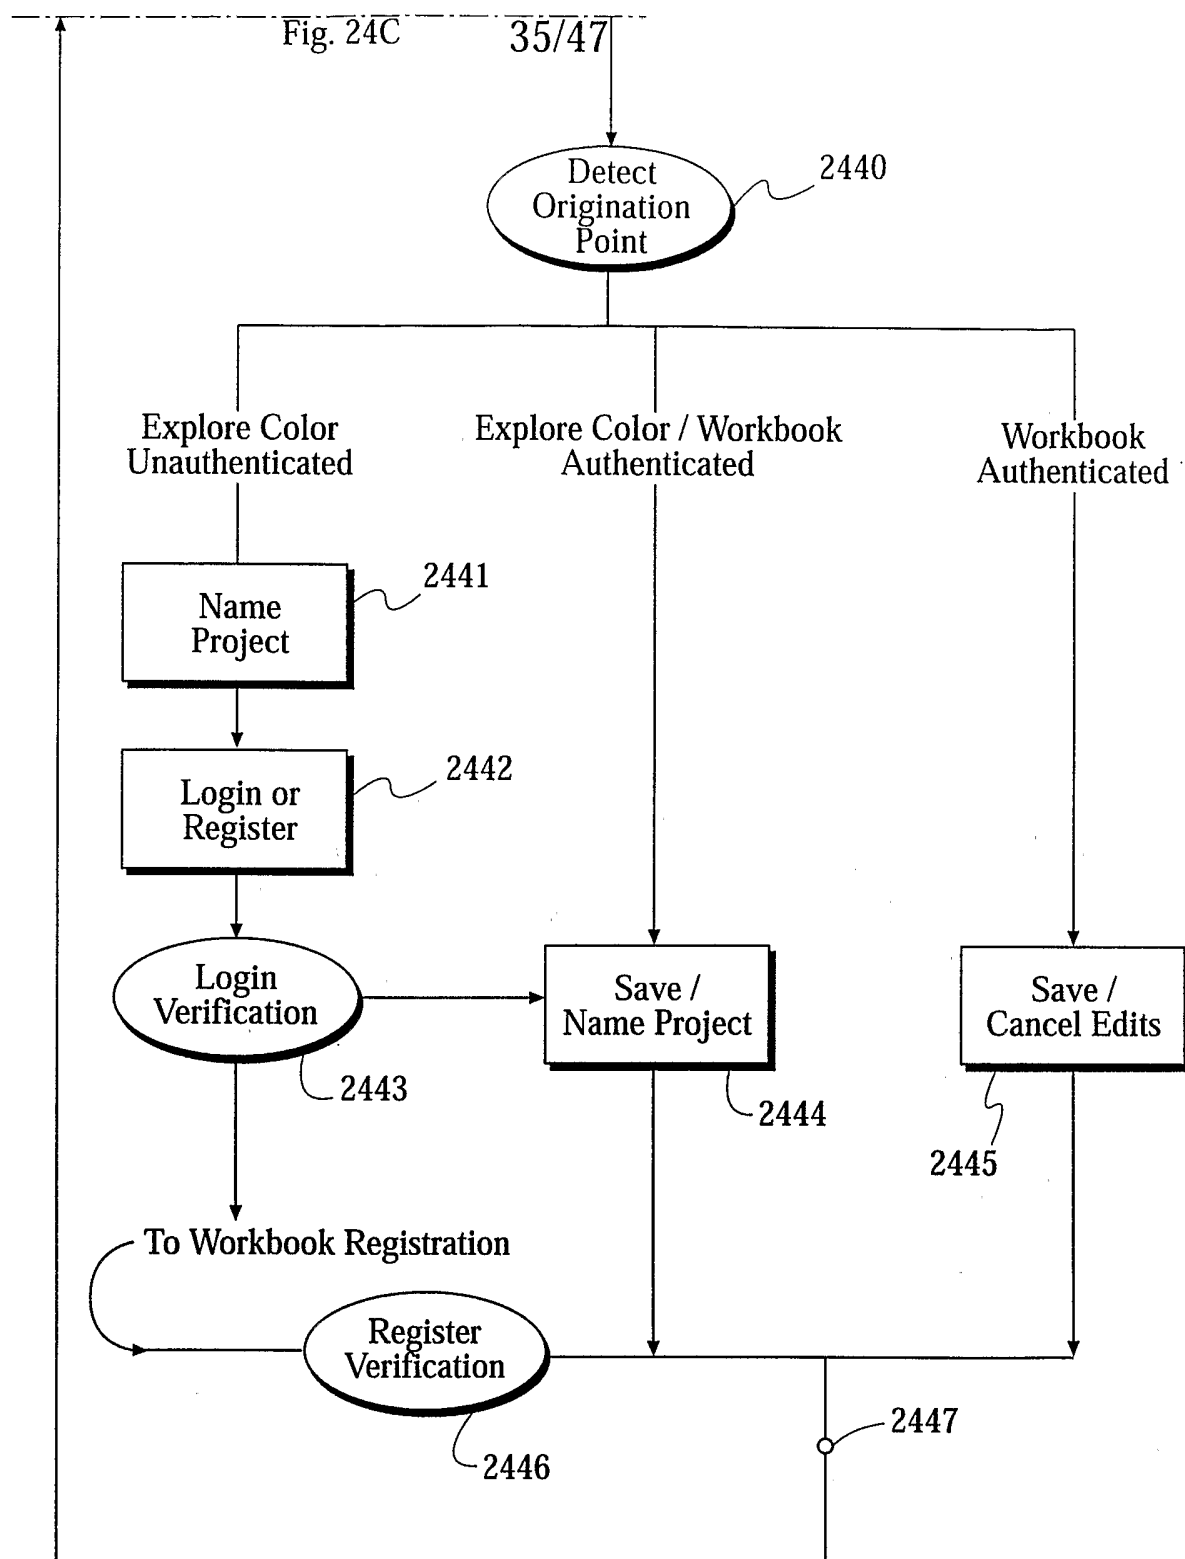 Fig. 24C
35/47
Detect
Origination
Point
2440
Explore Color
Unauthenticated
Explore Color / Workbook
Authenticated
Workbook
Authenticated
Name
Project
2441
Login or
Register
2442
Login
Verification
2443
Save /
Name Project
2444
Save /
Cancel Edits
2445
To Workbook Registration
Register
Verification
2446
2447